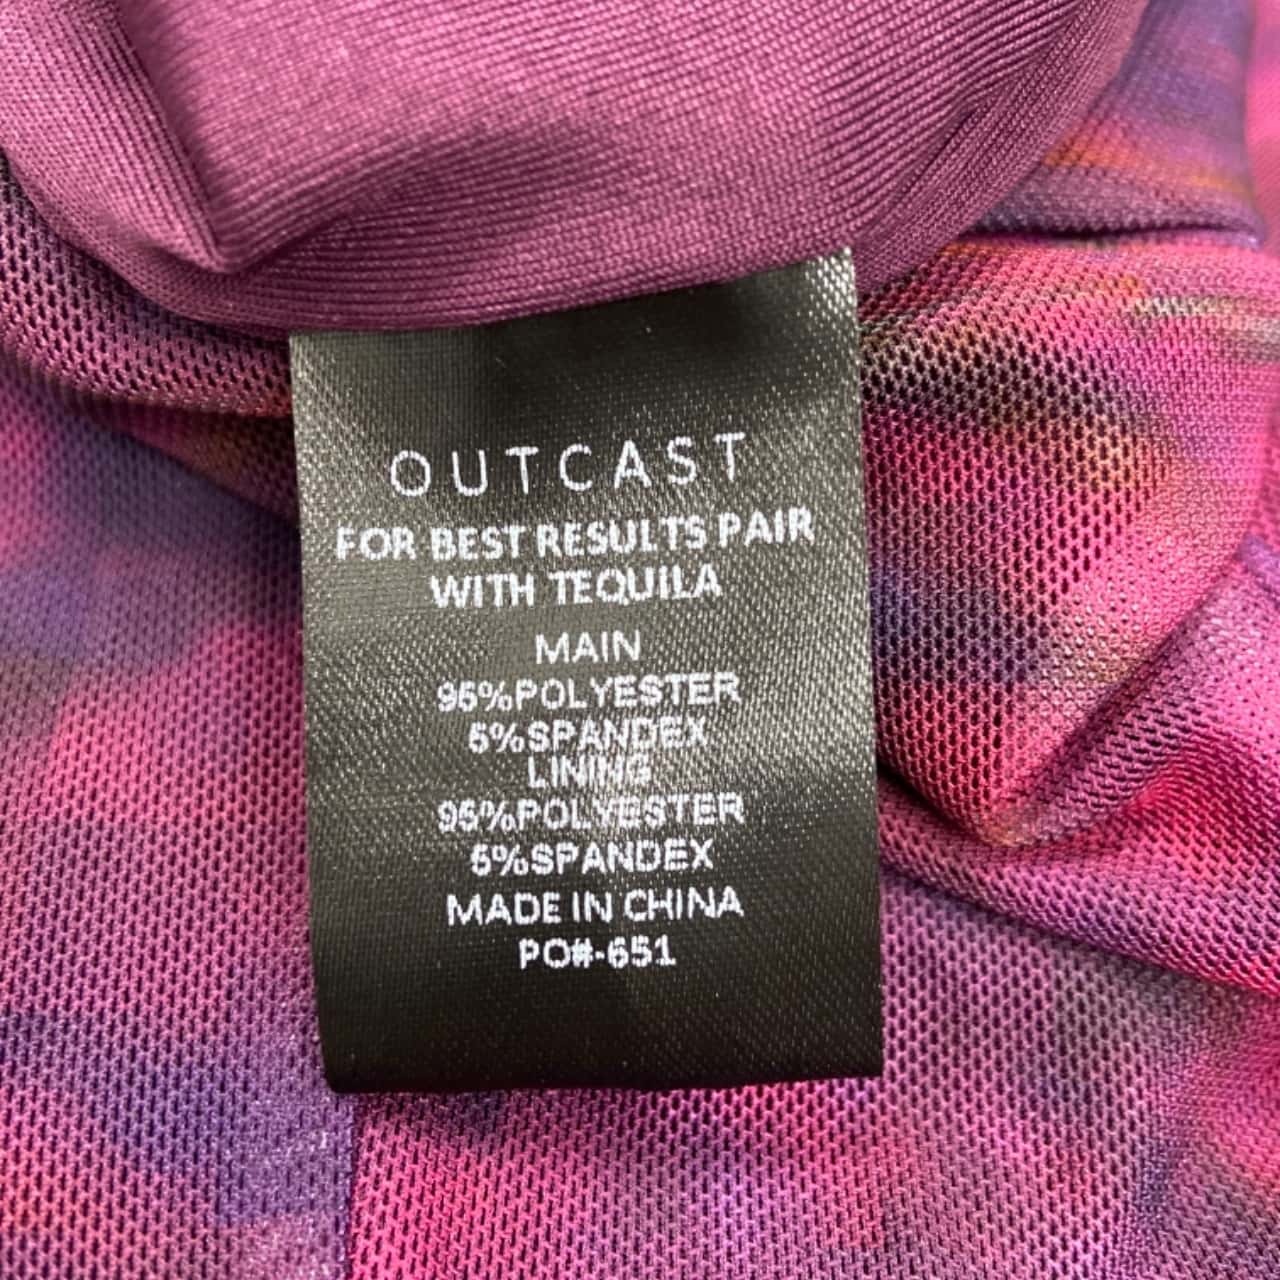 OUTCAST
FOR BEST RESULTS PAIR
WITH TEQUILA
MAIN
95%POLYESTER
5%SPANDEX
LINING
95%POLYESTER
5%SPANDEX
MADE IN CHINA
PO#-651